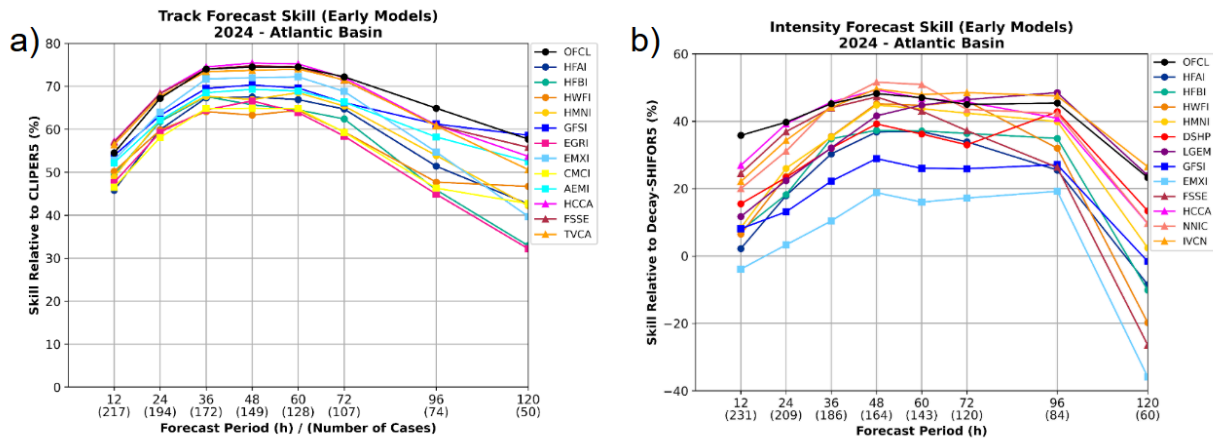 a)
Track Forecast Skill (Early Models)
2024 - Atlantic Basin
Skill Relative to CLIPER5 (%)
80
70
60
50
40
30
20
10
0
12 24 36 48 60 72 96 120
(217) (194) (172) (149) (128) (107) (74) (50)
Forecast Period (h) / (Number of Cases)
OFCL
HFAI
HFBI
HWFI
HMNI
GFSI
EGRI
EMXI
CMCI
AEMI
HCCA
FSSE
TVCA
b)
Intensity Forecast Skill (Early Models)
2024 - Atlantic Basin
Skill Relative to Decay-SHIFOR5 (%)
60
40
20
0
−20
−40
12 24 36 48 60 72 96 120
(231) (209) (186) (164) (143) (120) (84) (60)
Forecast Period (h)
OFCL
HFAI
HFBI
HWFI
HMNI
DSHP
LGEM
GFSI
EMXI
FSSE
HCCA
NNIC
IVCN